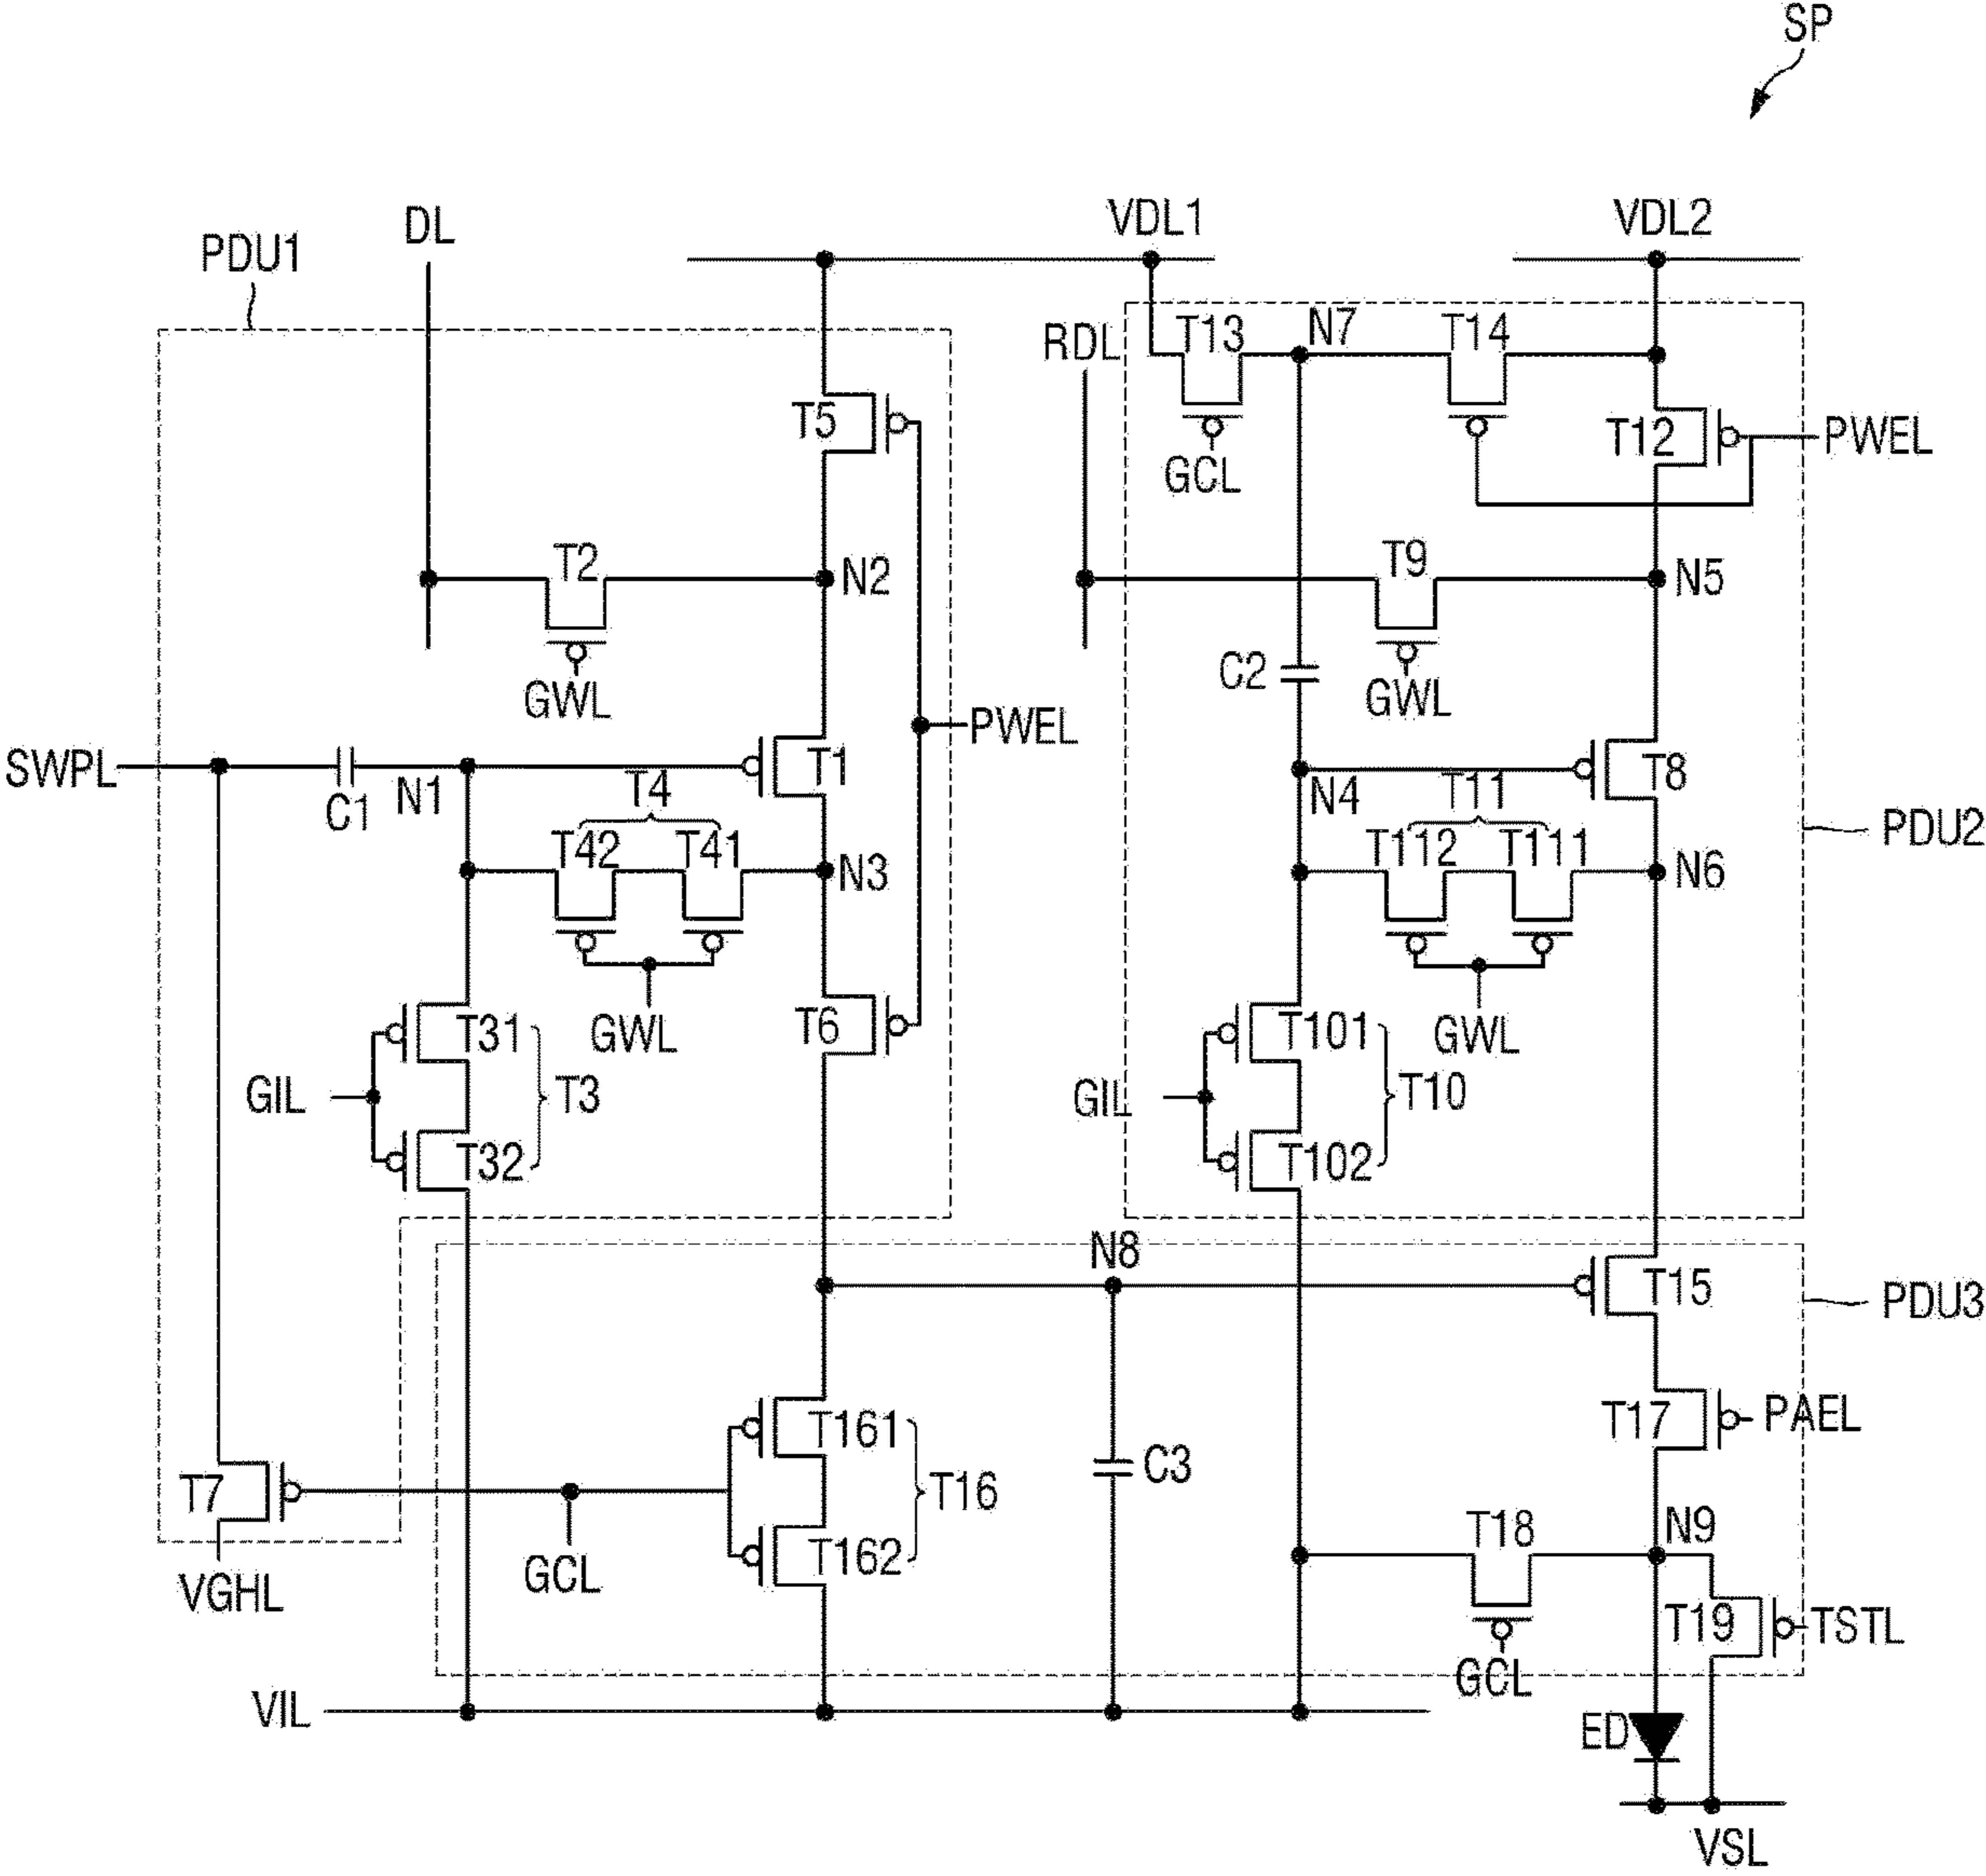 SP
DL
VDL1
VDL2
PDU1
RDL
T13
N7
T14
T5
T12
PWEL
GCL
T2
N2
T9
N5
C2
GWL
GWL
PWEL
SWPL
C1
N1
T1
T4
T42
T41
N3
N4
T8
T11
T112
T111
N6
PDU2
GWL
T6
GWL
T31
T3
T32
GIL
T101
T10
T102
GIL
N8
T15
PDU3
T161
T16
T162
C3
T17
PAEL
T7
GCL
VGHL
T18
N9
T19
TSTL
GCL
VIL
ED
VSL